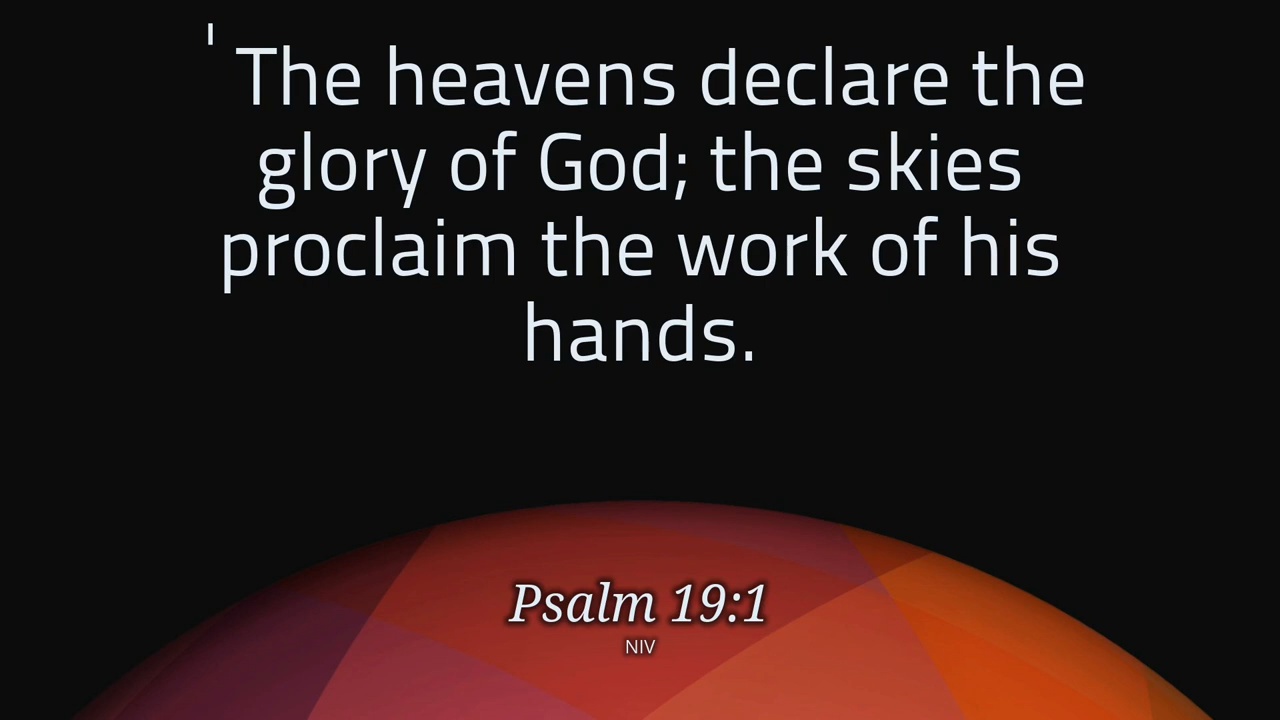 ' The heavens declare the
glory of God; the skies
proclaim the work of his
hands.
Psalm 19:1
NIV